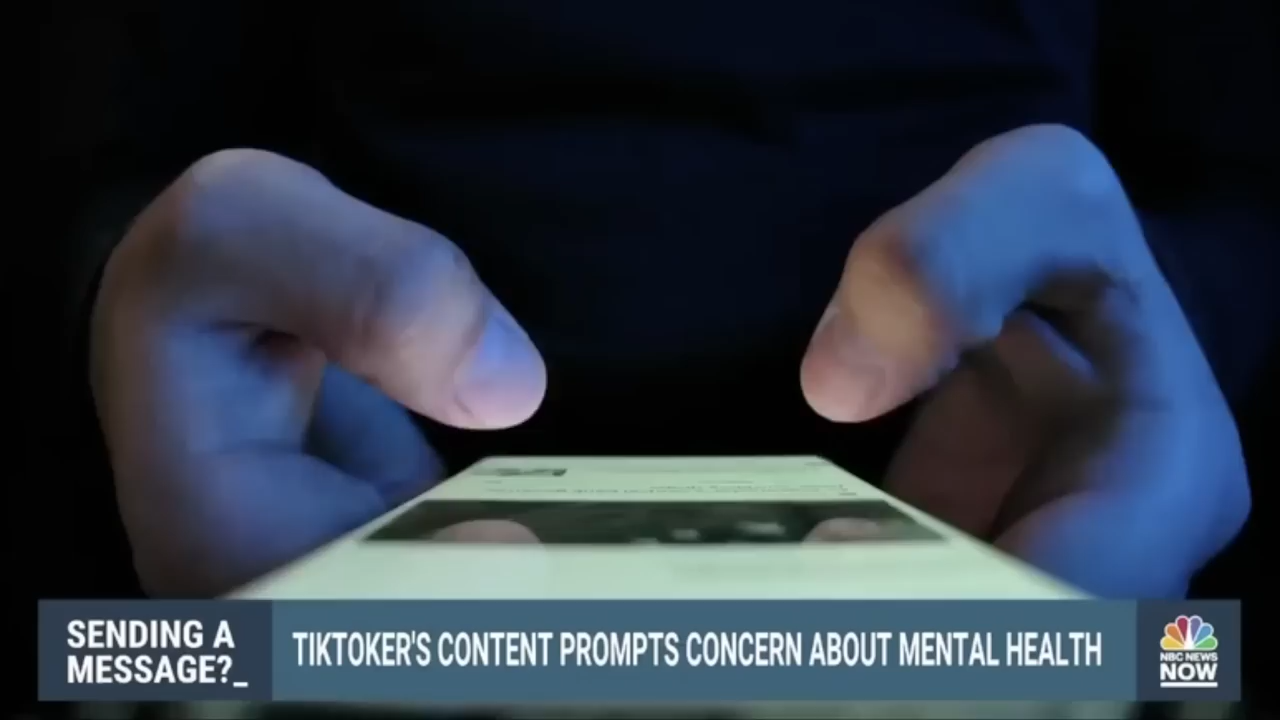 SENDING A
MESSAGE?_
TIKTOKER'S CONTENT PROMPTS CONCERN ABOUT MENTAL HEALTH
NBC NEWS
NOW